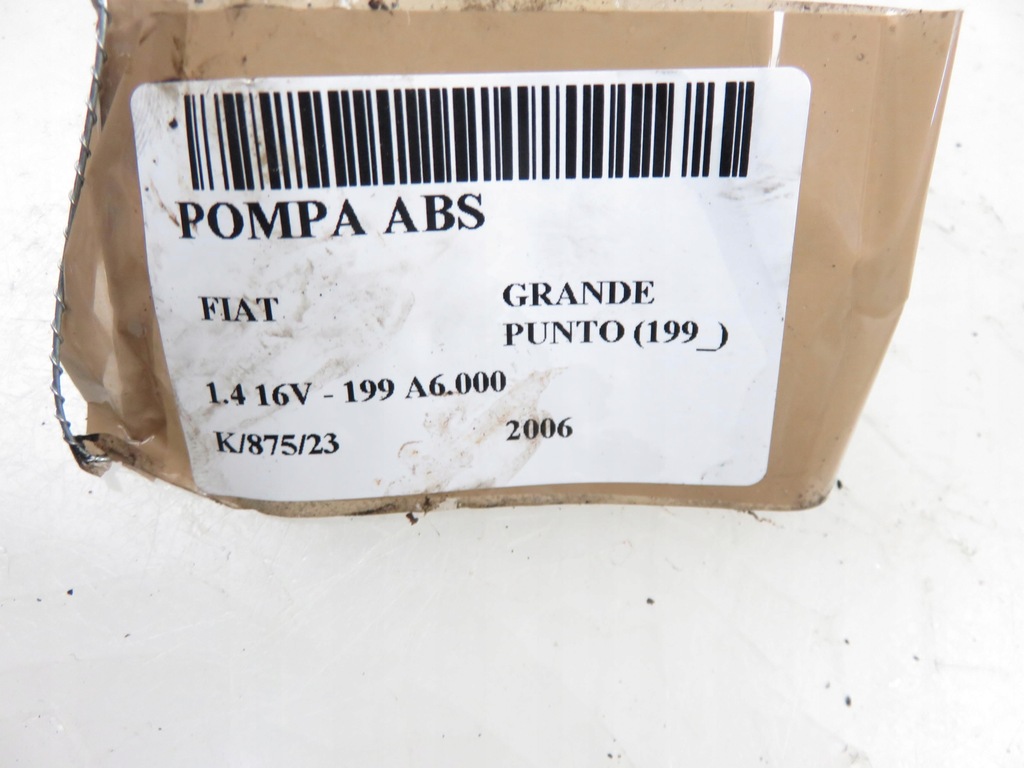 POMPA ABS
FIAT
GRANDE
PUNTO (199_)
1.4 16V - 199 A6.000
K/875/23
2006